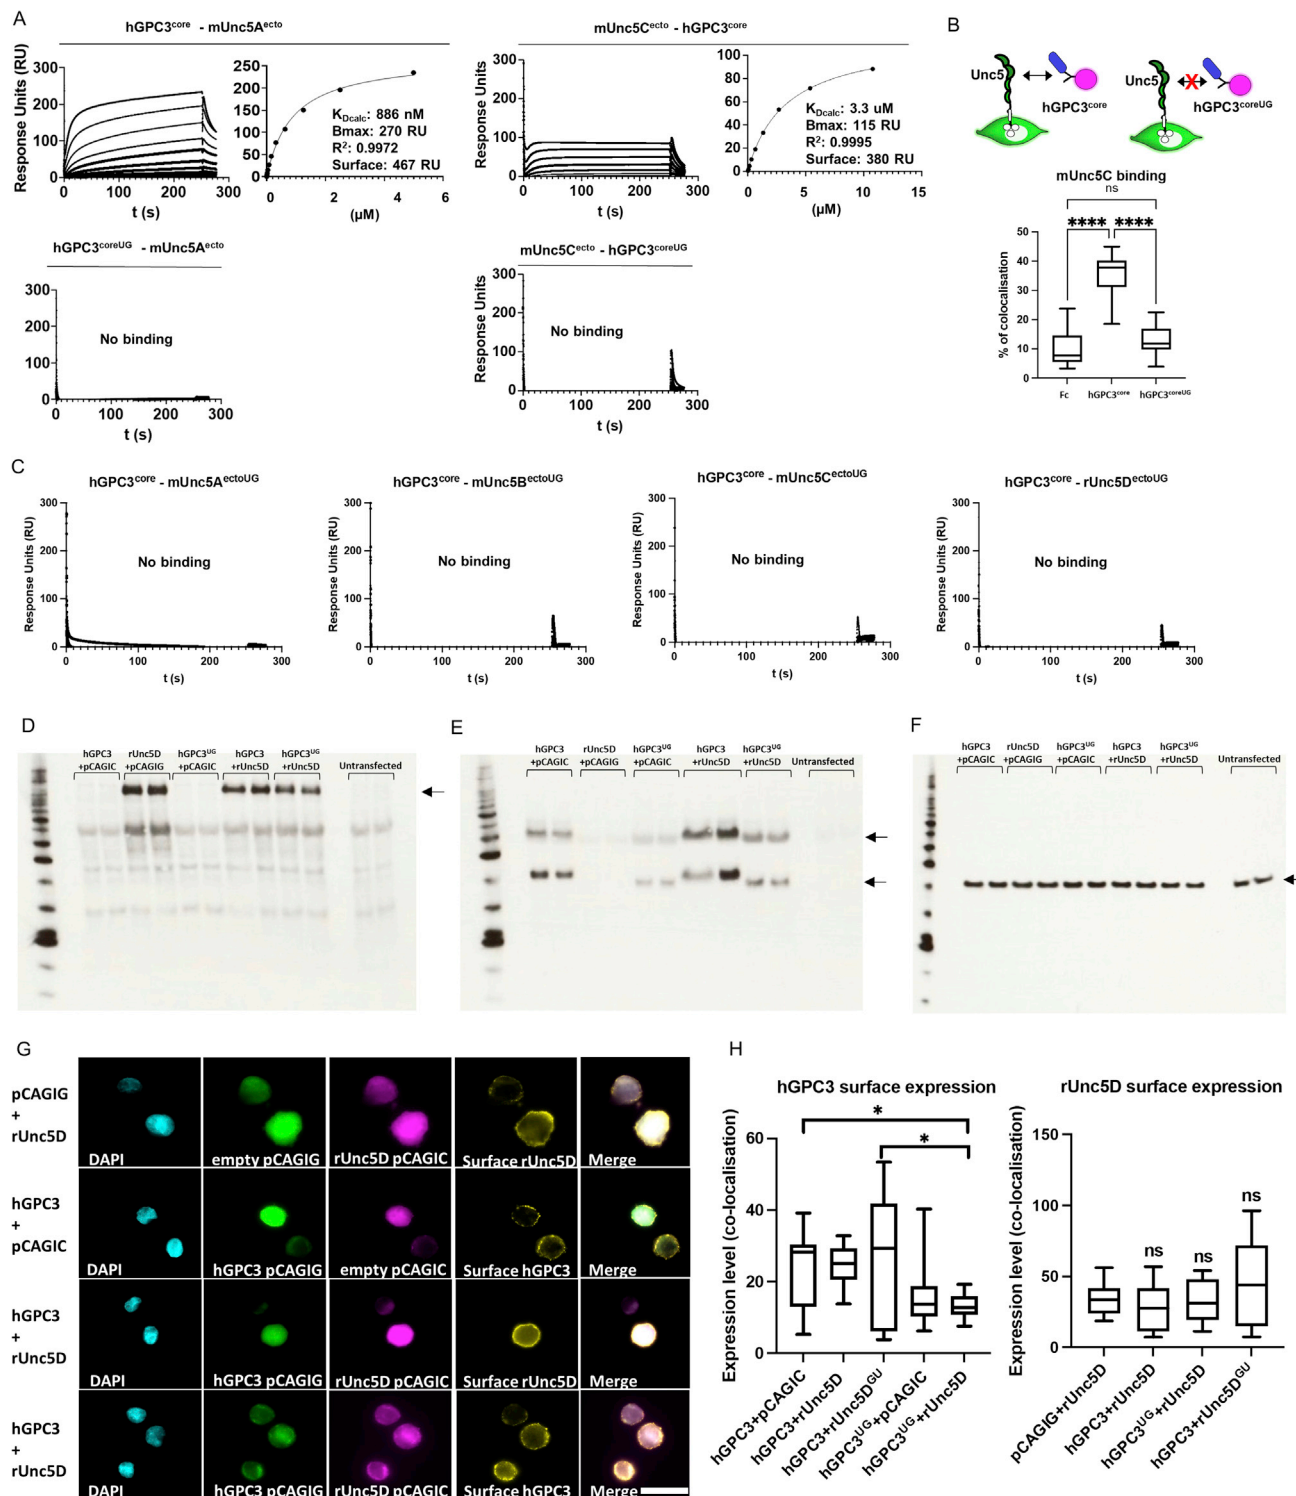 A
hGPC3core - mUnc5Aecto
Response Units (RU)
300
200
100
0
0 100 200 300
t (s)
250
200
150
100
50
0
0 2 4 6
(µM)
KDcalc: 886 nM
Bmax: 270 RU
R2: 0.9972
Surface: 467 RU
mUnc5Cecto - hGPC3core
Response Units
300
200
100
0
0 100 200 300
t (s)
100
80
60
40
20
0
0 5 10 15
(µM)
KDcalc: 3.3 uM
Bmax: 115 RU
R2: 0.9995
Surface: 380 RU
hGPC3coreUG - mUnc5Aecto
300
200
100
0
No binding
0 100 200 300
t (s)
mUnc5Cecto - hGPC3coreUG
Response Units
300
200
100
0
No binding
0 100 200 300
t (s)
B
Unc5
hGPC3core
Unc5
X
hGPC3coreUG
mUnc5C binding
ns
**** ****
% of colocalisation
50
40
30
20
10
0
Fc hGPC3core hGPC3coreUG
C
hGPC3core - mUnc5AectoUG
Response Units (RU)
300
200
100
0
No binding
0 100 200 300
t (s)
hGPC3core - mUnc5BectoUG
Response Units (RU)
300
200
100
0
No binding
0 100 200 300
t (s)
hGPC3core - mUnc5CectoUG
Response Units (RU)
300
200
100
0
No binding
0 100 200 300
t (s)
hGPC3core - rUnc5DectoUG
Response Units (RU)
300
200
100
0
No binding
0 100 200 300
t (s)
D
hGPC3 rUnc5D hGPC3UG hGPC3 hGPC3UG
+pCAGIC +pCAGIG +pCAGIC +rUnc5D +rUnc5D Untransfected
E
hGPC3 rUnc5D hGPC3UG hGPC3 hGPC3UG
+pCAGIC +pCAGIG +pCAGIC +rUnc5D +rUnc5D Untransfected
F
hGPC3 rUnc5D hGPC3UG hGPC3 hGPC3UG
+pCAGIC +pCAGIG +pCAGIC +rUnc5D +rUnc5D Untransfected
G
pCAGIG
+
rUnc5D
DAPI empty pCAGIG rUnc5D pCAGIC Surface rUnc5D Merge
hGPC3
+
pCAGIC
DAPI hGPC3 pCAGIG empty pCAGIC Surface hGPC3 Merge
hGPC3
+
rUnc5D
DAPI hGPC3 pCAGIG rUnc5D pCAGIC Surface rUnc5D Merge
hGPC3
+
rUnc5D
DAPI hGPC3 pCAGIG rUnc5D pCAGIC Surface hGPC3 Merge
H
hGPC3 surface expression
*
*
Expression level (co-localisation)
60
40
20
0
hGPC3+pCAGIC
hGPC3+rUnc5D
hGPC3+rUnc5DGU
hGPC3UG+pCAGIC
hGPC3UG+rUnc5D
rUnc5D surface expression
Expression level (co-localisation)
150
100
50
0
ns ns ns
pCAGIG+rUnc5D
hGPC3+rUnc5D
hGPC3UG+rUnc5D
hGPC3+rUnc5DGU